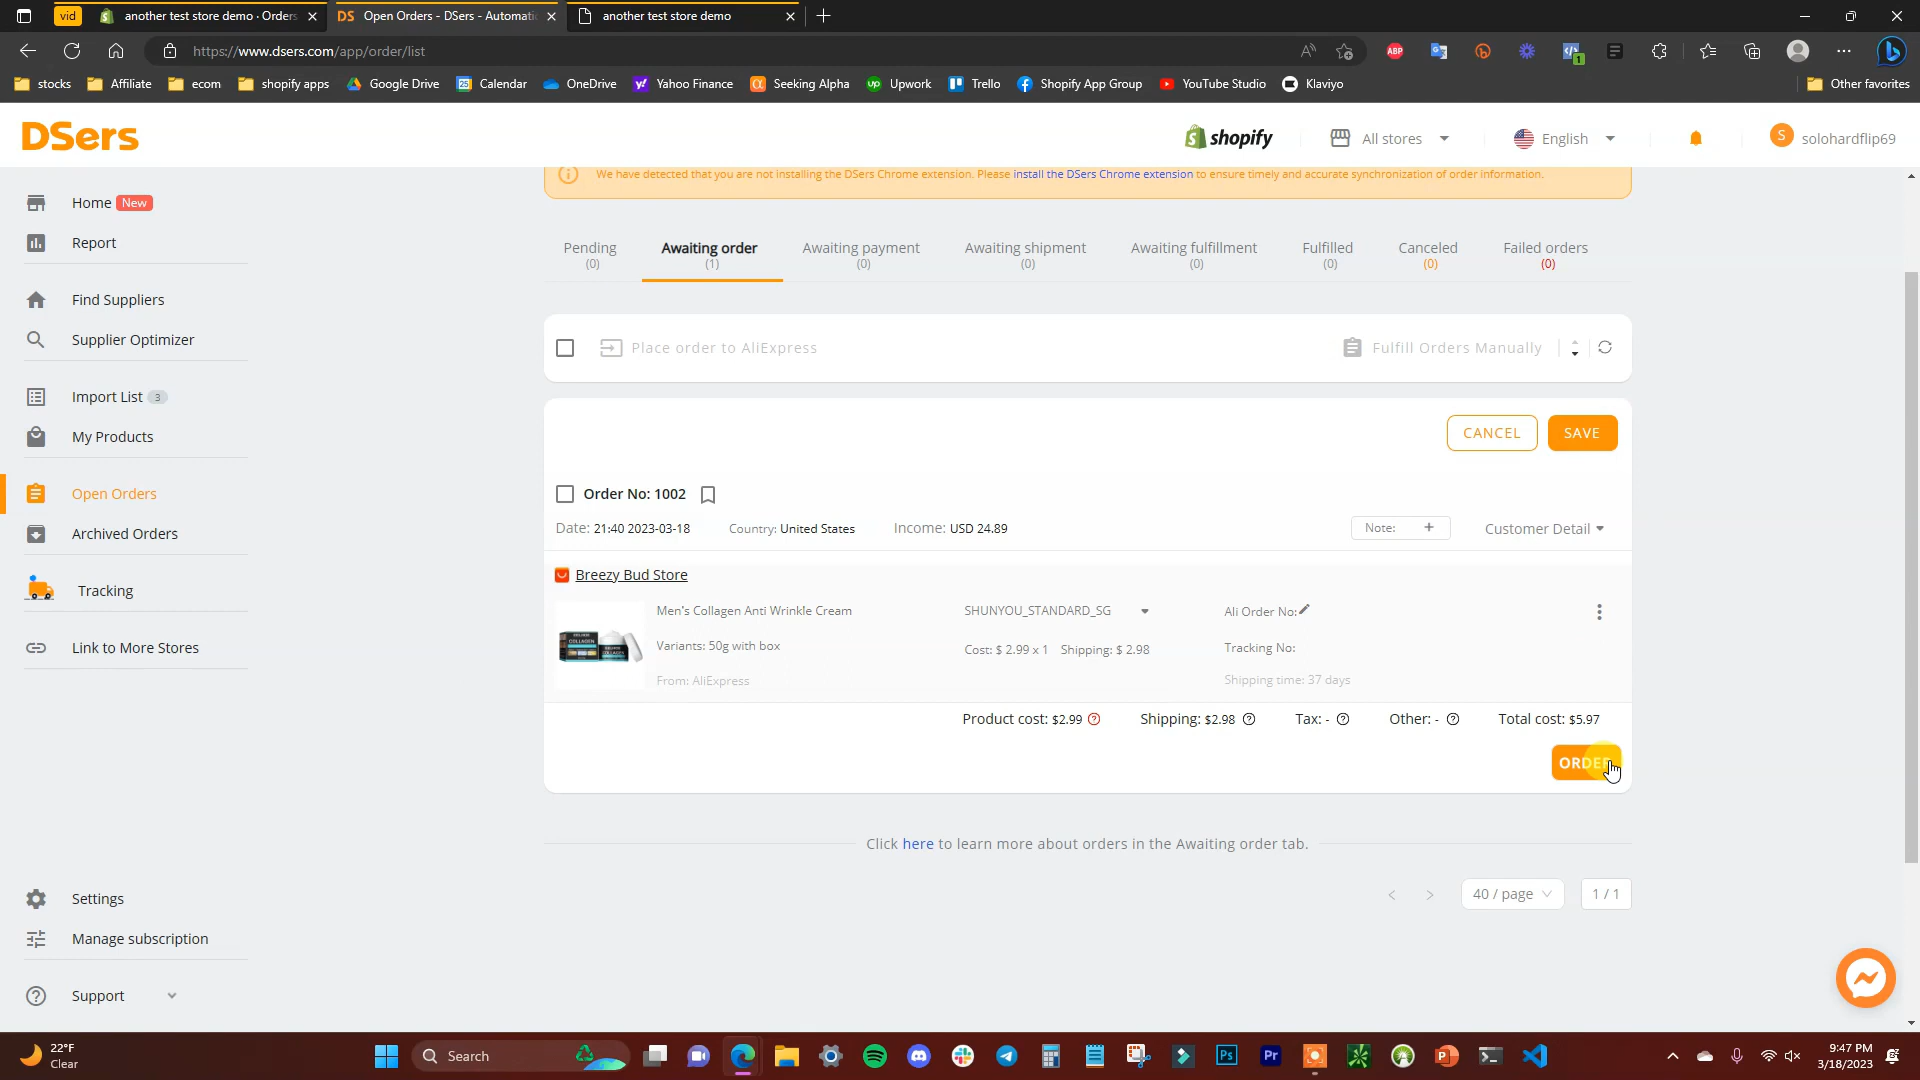 vid
another test store demo · Orders
DS Open Orders - DSers - Automatic
another test store demo
https://www.dsers.com/app/order/list
ABP
1
stocks
Affiliate
ecom
shopify apps
Google Drive
25 Calendar
OneDrive
Yahoo Finance
Seeking Alpha
up Upwork
Trello
Shopify App Group
YouTube Studio
Klaviyo
Other favorites
DSers
shopify
All stores
English
S solohardflip69
We have detected that you are not installing the DSers Chrome extension. Please install the DSers Chrome extension to ensure timely and accurate synchronization of order information.
Home New
Report
Find Suppliers
Supplier Optimizer
Import List 3
My Products
Open Orders
Archived Orders
Tracking
Link to More Stores
Settings
Manage subscription
Support
Pending (0)
Awaiting order (1)
Awaiting payment (0)
Awaiting shipment (0)
Awaiting fulfillment (0)
Fulfilled (0)
Canceled (0)
Failed orders (0)
Place order to AliExpress
Fulfill Orders Manually
CANCEL SAVE
Order No: 1002
Date: 21:40 2023-03-18 Country: United States Income: USD 24.89 Note: + Customer Detail
Breezy Bud Store
Men's Collagen Anti Wrinkle Cream SHUNYOU_STANDARD_SG Ali Order No:
Variants: 50g with box Cost: $ 2.99 x 1 Shipping: $ 2.98 Tracking No:
From: AliExpress Shipping time: 37 days
Product cost: $2.99 Shipping: $2.98 Tax: - Other: - Total cost: $5.97
ORDER
Click here to learn more about orders in the Awaiting order tab.
< > 40 / page 1 / 1
22°F
Clear
Search
Ps
Pr
9:47 PM
3/18/2023